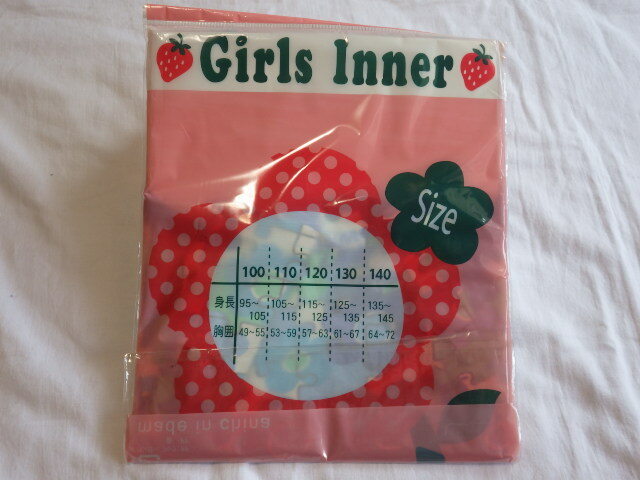 Girls Inner
Size
100 110 120 130 140
身長 95~105 105~115 115~125 125~135 135~145
胸囲 49~55 53~59 57~63 61~67 64~72
made in china